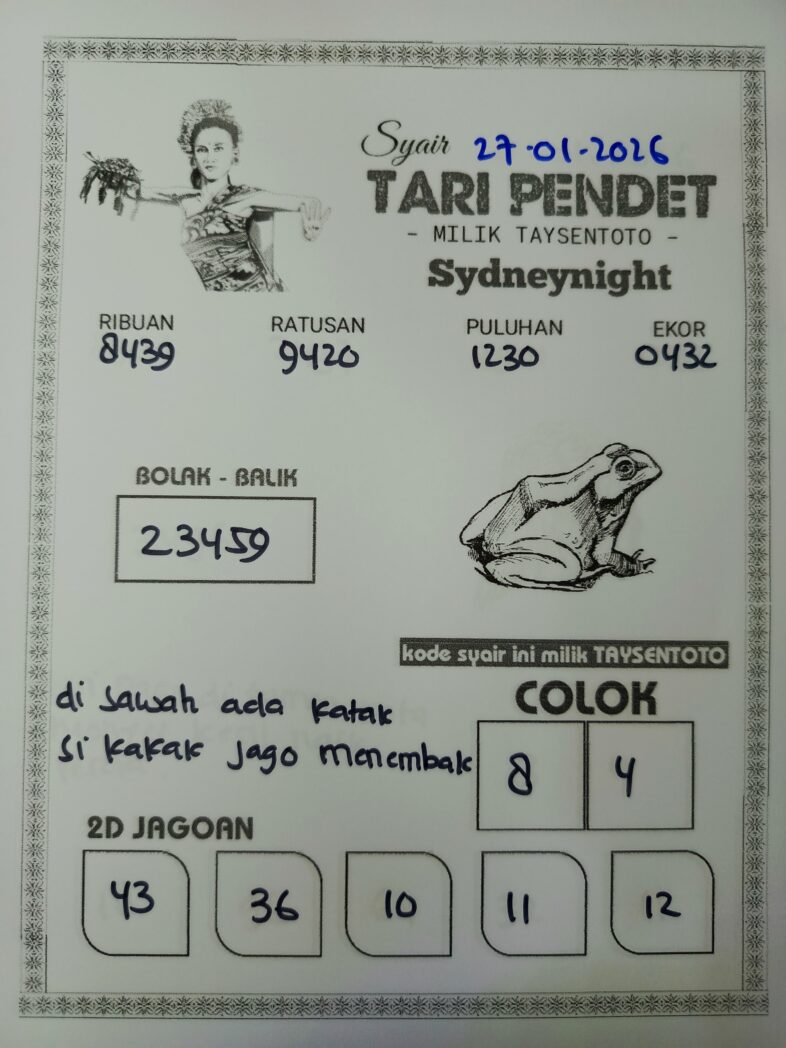 Syair 27-01-2026
TARI PENDET
- MILIK TAYSENTOTO -
Sydneynight
RIBUAN RATUSAN PULUHAN EKOR
8439 9420 1230 0432
BOLAK - BALIK
23459
kode syair ini milik TAYSENTOTO
di sawah ada katak
si kakak jago menembak
COLOK
8 4
2D JAGOAN
43 36 10 11 12